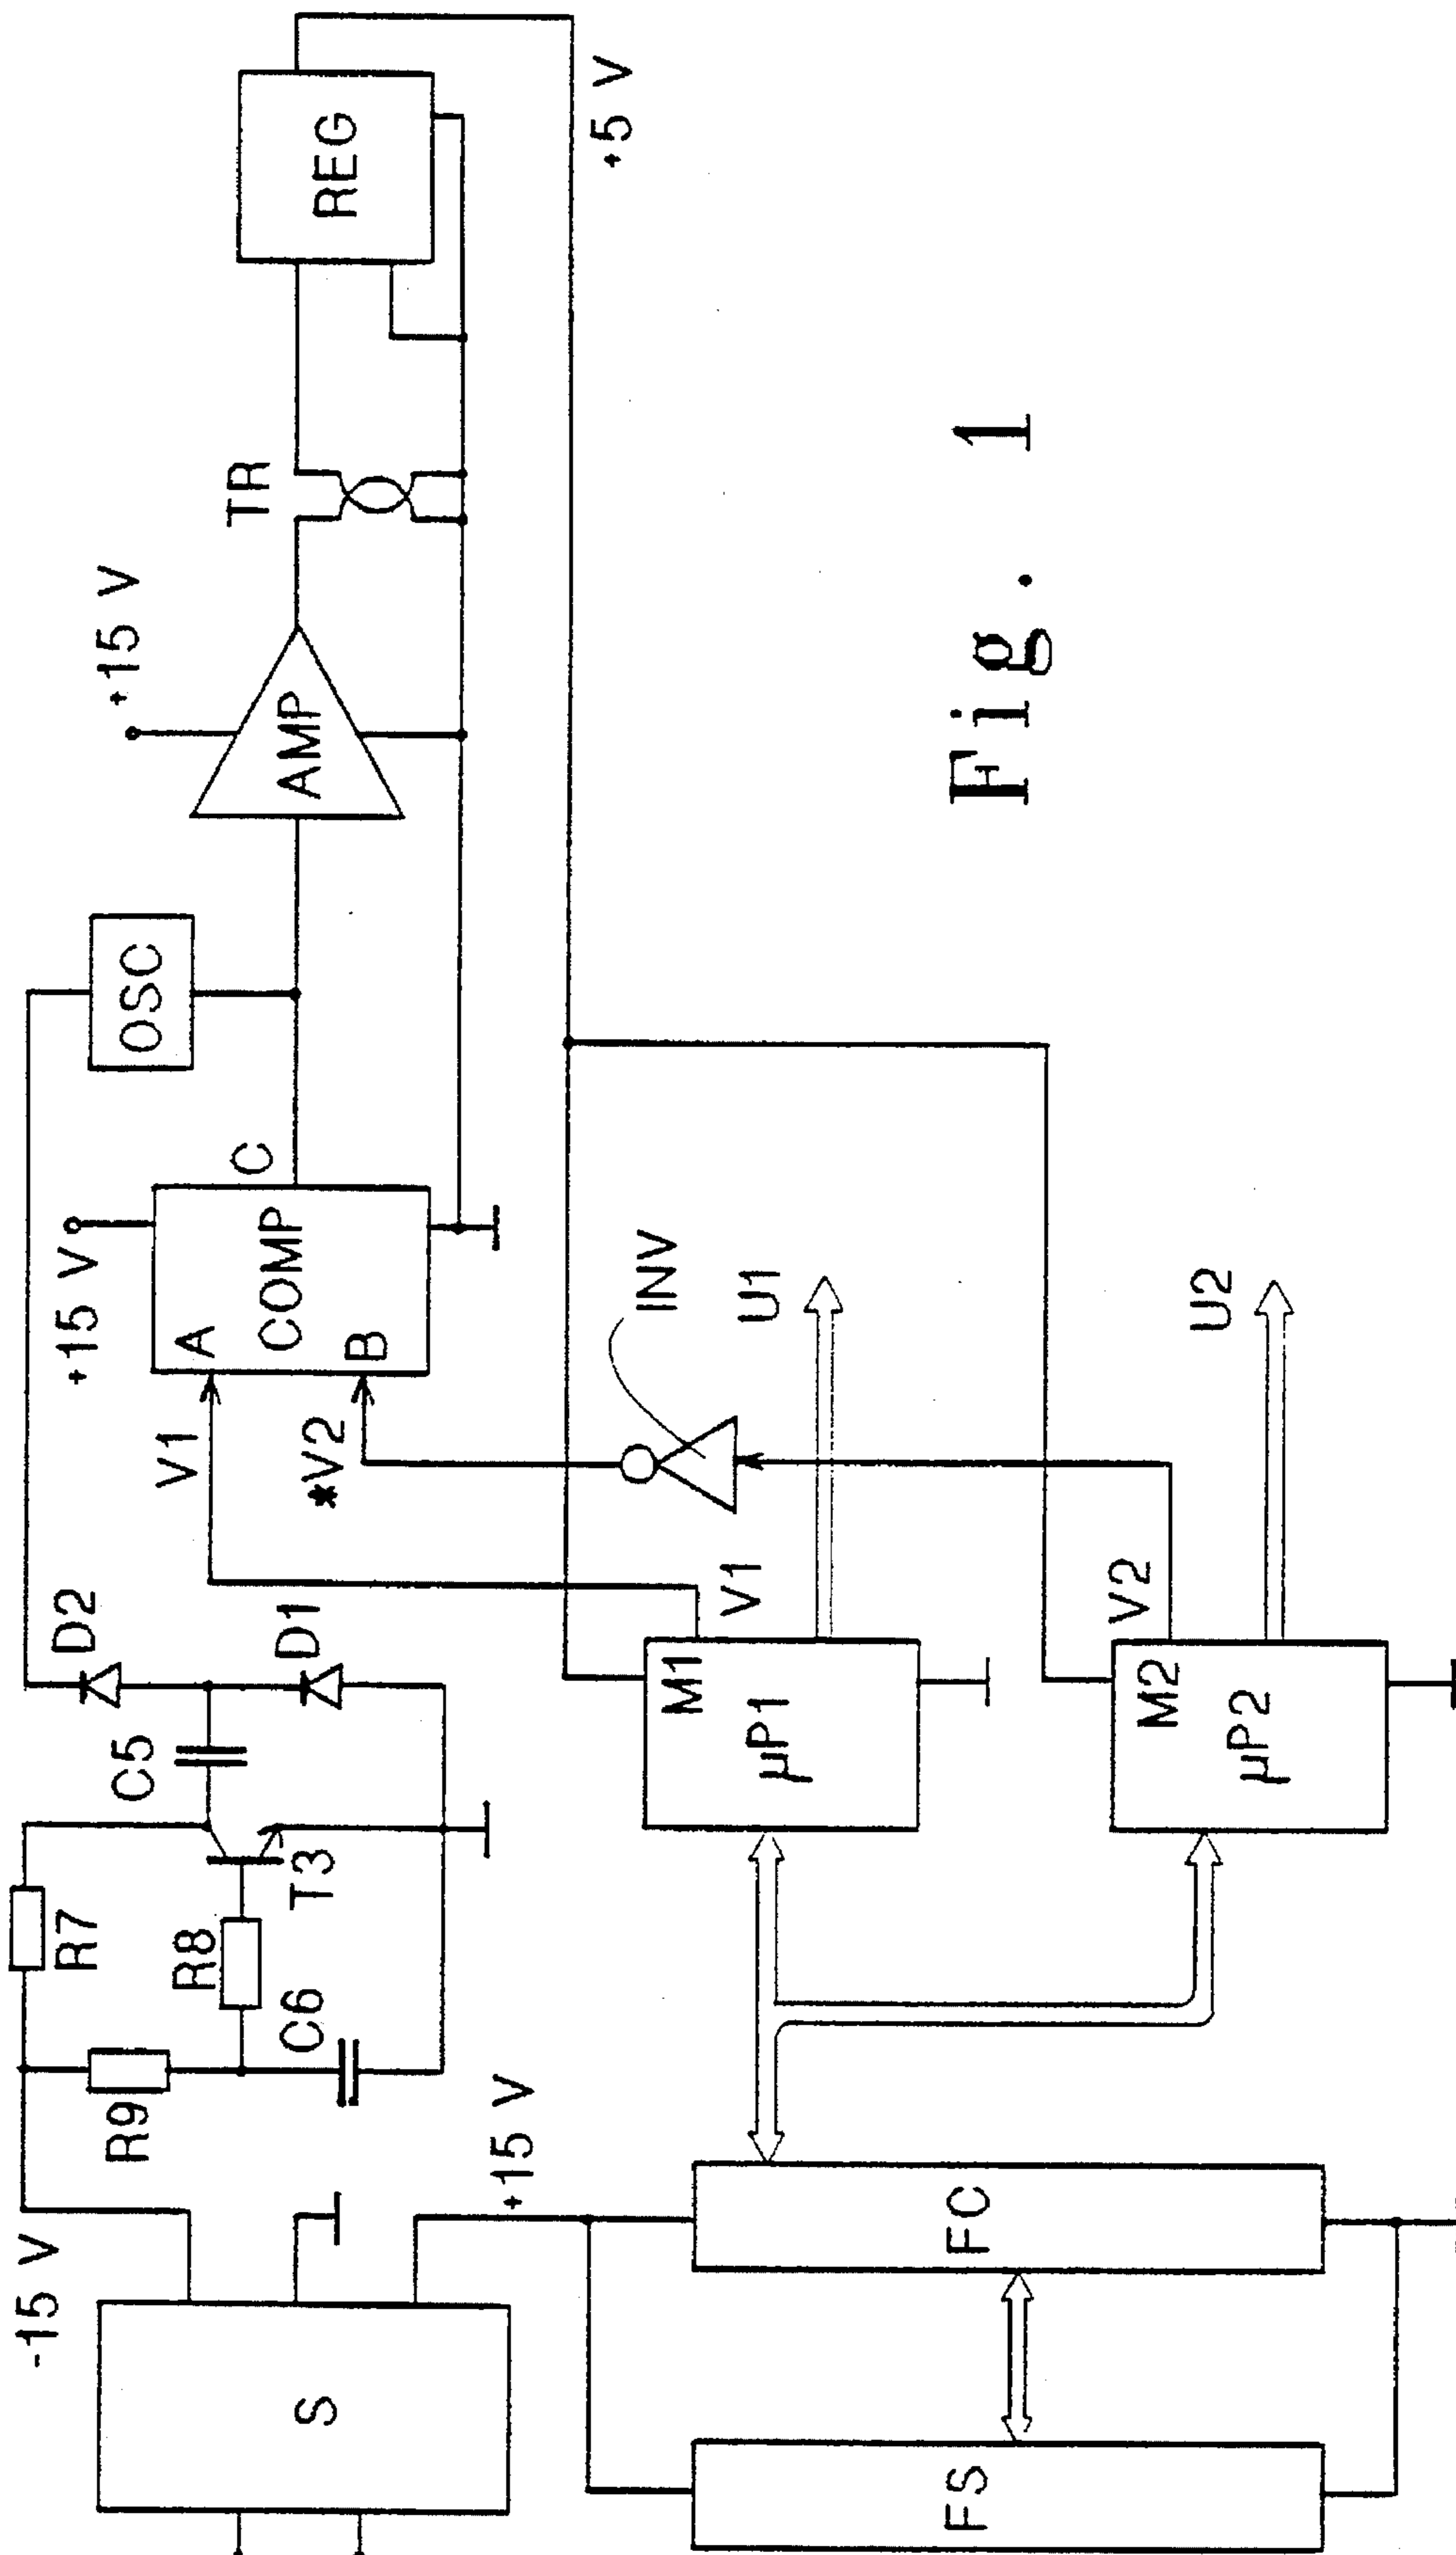 -15 V
R7
D2
+15 V
OSC
+15 V
R9
R8
C5
V1
A
C
AMP
TR
REG
S
C6
T3
D1
*V2
B
COMP
+15 V
+5 V
INV
M1
V1
µP1
U1
FS
FC
Fig. 1
M2
V2
µP2
U2